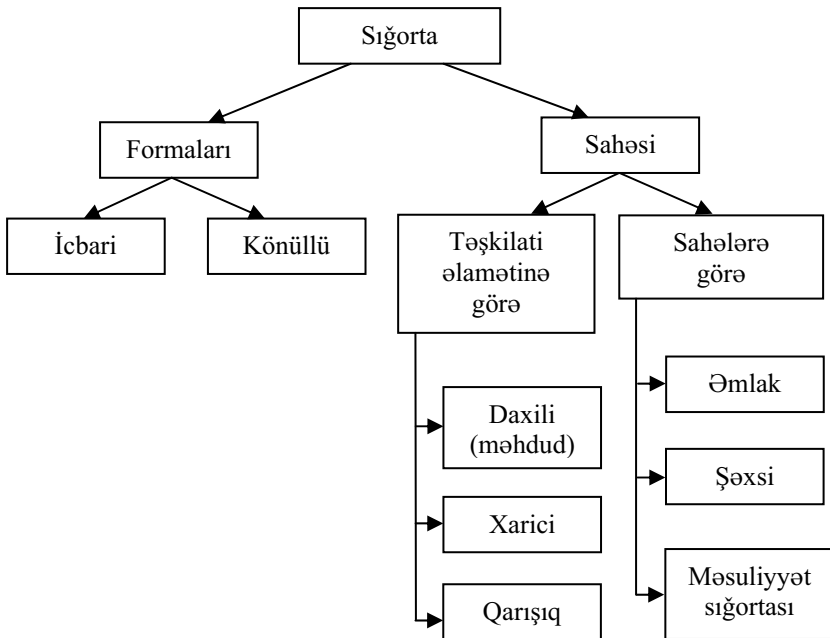 Sığorta
Formaları
Sahəsi
İcbari
Könüllü
Təşkilati
əlamətinə
görə
Sahələrə
görə
Daxili
(məhdud)
Xarici
Qarışıq
Əmlak
Şəxsi
Məsuliyyət
sığortası